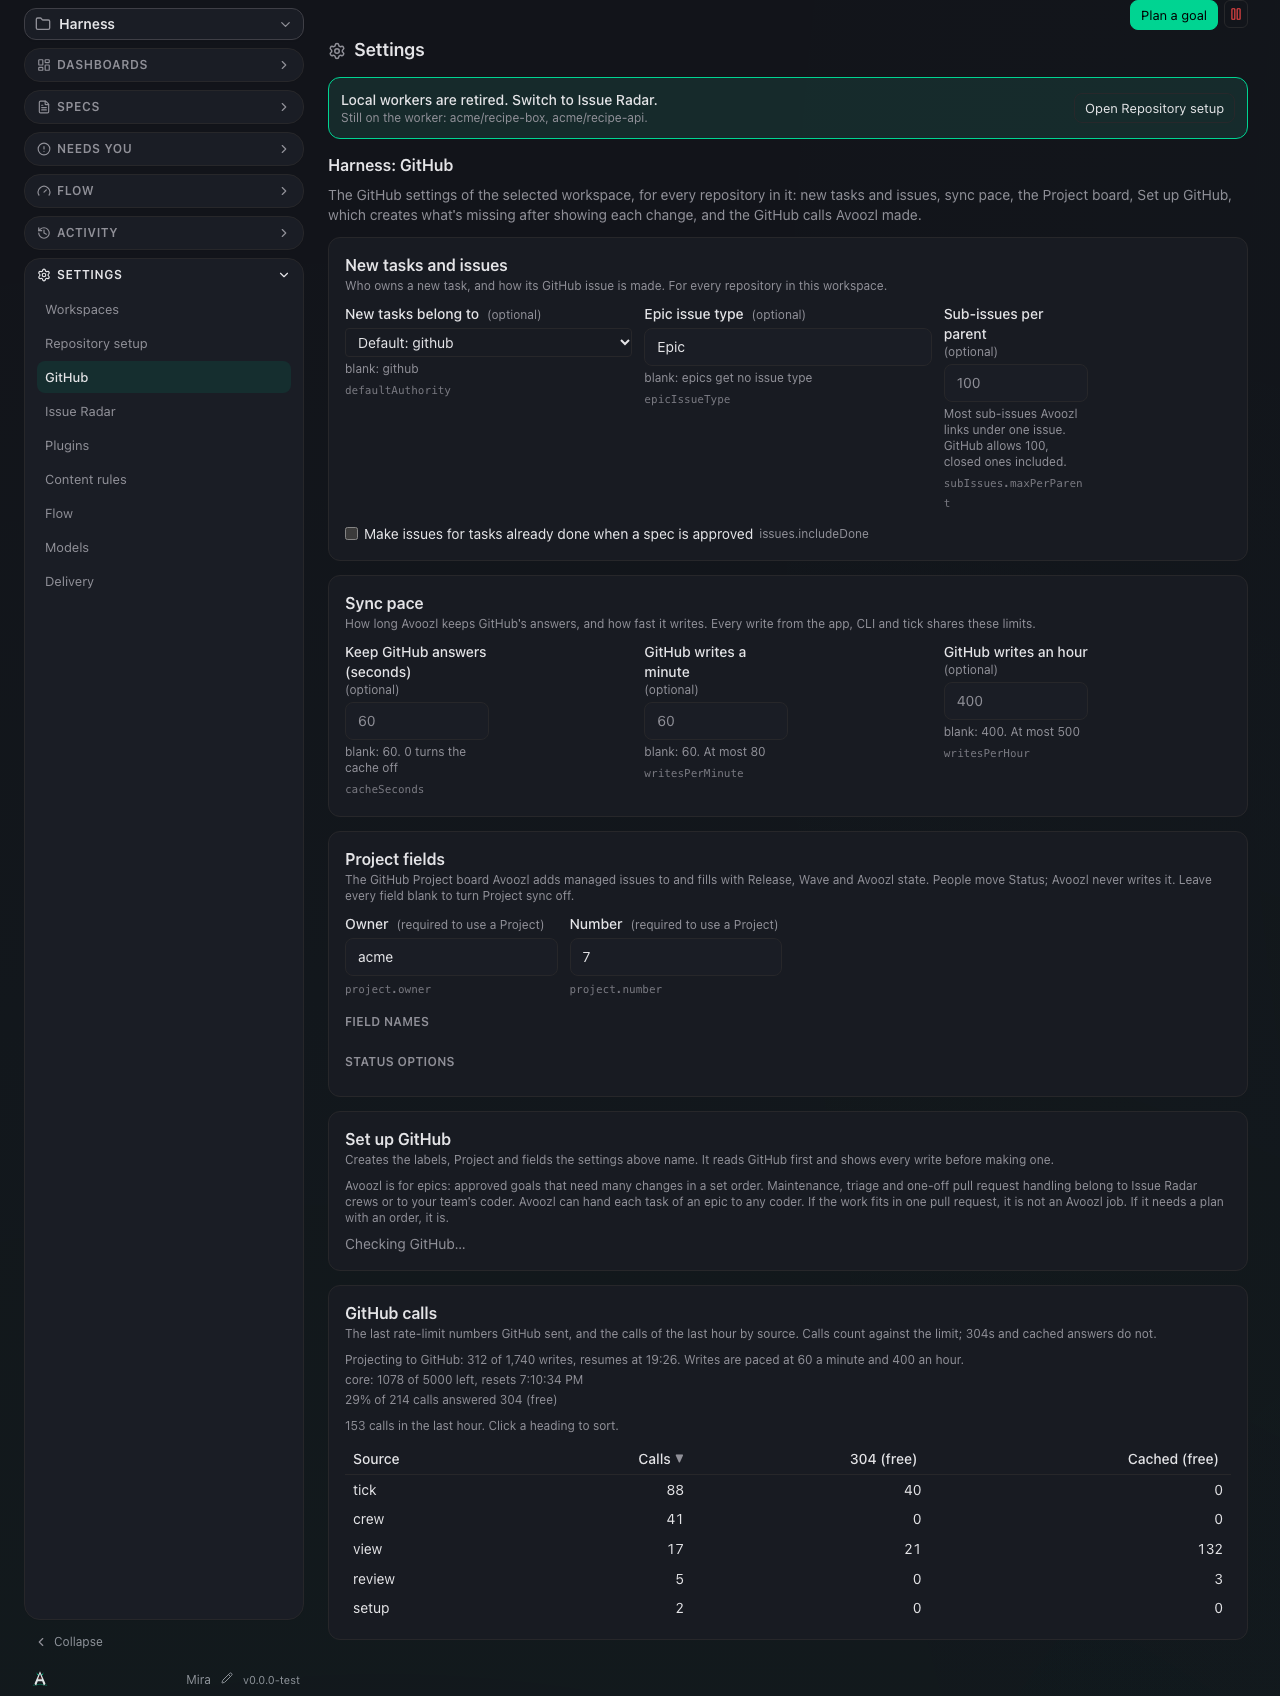 Harness
DASHBOARDS
SPECS
NEEDS YOU
FLOW
ACTIVITY
SETTINGS
Workspaces
Repository setup
GitHub
Issue Radar
Plugins
Content rules
Flow
Models
Delivery
Collapse
Mira
v0.0.0-test
Plan a goal
Settings
Local workers are retired. Switch to Issue Radar.
Still on the worker: acme/recipe-box, acme/recipe-api.
Open Repository setup
Harness: GitHub
The GitHub settings of the selected workspace, for every repository in it: new tasks and issues, sync pace, the Project board, Set up GitHub,
which creates what's missing after showing each change, and the GitHub calls Avoozl made.
New tasks and issues
Who owns a new task, and how its GitHub issue is made. For every repository in this workspace.
New tasks belong to (optional)
Default: github
blank: github
defaultAuthority
Epic issue type (optional)
Epic
blank: epics get no issue type
epicIssueType
Sub-issues per
parent
(optional)
100
Most sub-issues Avoozl
links under one issue.
GitHub allows 100,
closed ones included.
subIssues.maxPerParen
t
Make issues for tasks already done when a spec is approved issues.includeDone
Sync pace
How long Avoozl keeps GitHub's answers, and how fast it writes. Every write from the app, CLI and tick shares these limits.
Keep GitHub answers
(seconds)
(optional)
60
blank: 60. 0 turns the
cache off
cacheSeconds
GitHub writes a
minute
(optional)
60
blank: 60. At most 80
writesPerMinute
GitHub writes an hour
(optional)
400
blank: 400. At most 500
writesPerHour
Project fields
The GitHub Project board Avoozl adds managed issues to and fills with Release, Wave and Avoozl state. People move Status; Avoozl never writes it. Leave
every field blank to turn Project sync off.
Owner (required to use a Project)
acme
project.owner
Number (required to use a Project)
7
project.number
FIELD NAMES
STATUS OPTIONS
Set up GitHub
Creates the labels, Project and fields the settings above name. It reads GitHub first and shows every write before making one.
Avoozl is for epics: approved goals that need many changes in a set order. Maintenance, triage and one-off pull request handling belong to Issue Radar
crews or to your team's coder. Avoozl can hand each task of an epic to any coder. If the work fits in one pull request, it is not an Avoozl job. If it needs a plan
with an order, it is.
Checking GitHub…
GitHub calls
The last rate-limit numbers GitHub sent, and the calls of the last hour by source. Calls count against the limit; 304s and cached answers do not.
Projecting to GitHub: 312 of 1,740 writes, resumes at 19:26. Writes are paced at 60 a minute and 400 an hour.
core: 1078 of 5000 left, resets 7:10:34 PM
29% of 214 calls answered 304 (free)
153 calls in the last hour. Click a heading to sort.
Source Calls ▼ 304 (free) Cached (free)
tick 88 40 0
crew 41 0 0
view 17 21 132
review 5 0 3
setup 2 0 0